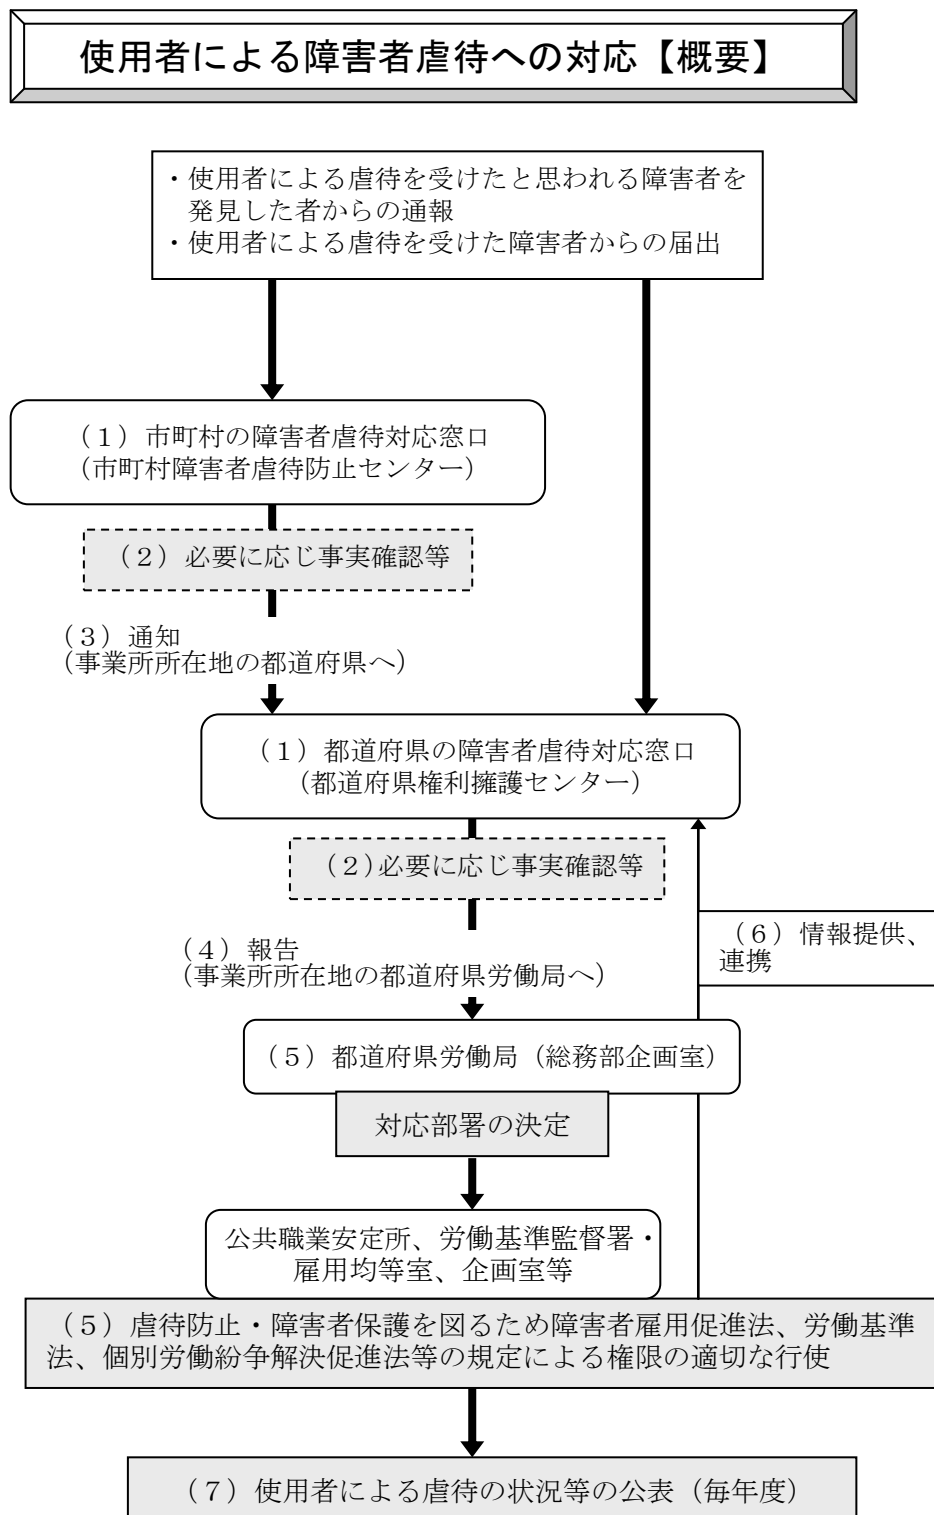 使用者による障害者虐待への対応【概要】
・使用者による虐待を受けたと思われる障害者を
発見した者からの通報
・使用者による虐待を受けた障害者からの届出
（１）市町村の障害者虐待対応窓口
（市町村障害者虐待防止センター）
（２）必要に応じ事実確認等
（３）通知
（事業所所在地の都道府県へ）
（１）都道府県の障害者虐待対応窓口
（都道府県権利擁護センター）
（２）必要に応じ事実確認等
（６）情報提供、
連携
（４）報告
（事業所所在地の都道府県労働局へ）
（５）都道府県労働局（総務部企画室）
対応部署の決定
公共職業安定所、労働基準監督署・
雇用均等室、企画室等
（５）虐待防止・障害者保護を図るため障害者雇用促進法、労働基準
法、個別労働紛争解決促進法等の規定による権限の適切な行使
（７）使用者による虐待の状況等の公表（毎年度）